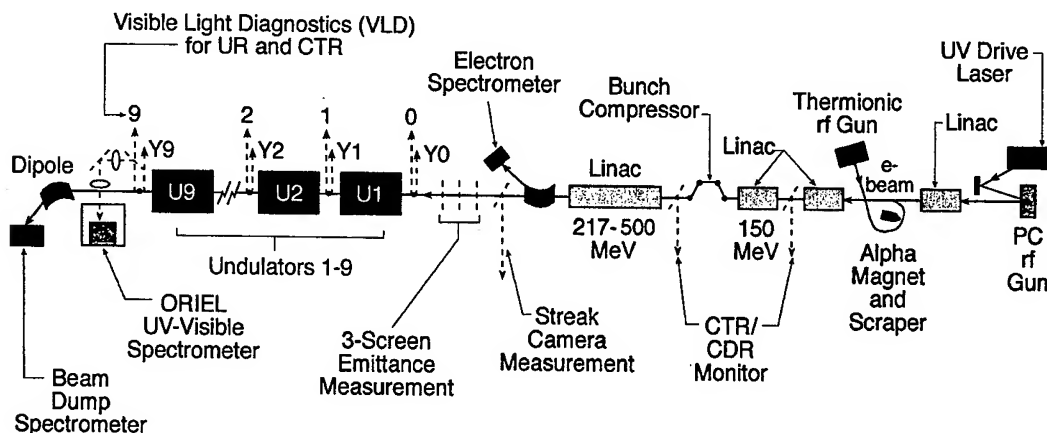 Visible Light Diagnostics (VLD)
for UR and CTR
Electron
Spectrometer
Bunch
Compressor
UV Drive
Laser
Thermionic
rf Gun
Linac
9
2
1
0
Y9
Y2
Y1
Y0
Dipole
Linac
Linac
e-
beam
U9
U2
U1
217-500
MeV
150
MeV
PC
rf
Gun
Undulators 1-9
Alpha
Magnet
and
Scraper
ORIEL
UV-Visible
Spectrometer
3-Screen
Emittance
Measurement
Streak
Camera
Measurement
CTR/
CDR
Monitor
Beam
Dump
Spectrometer